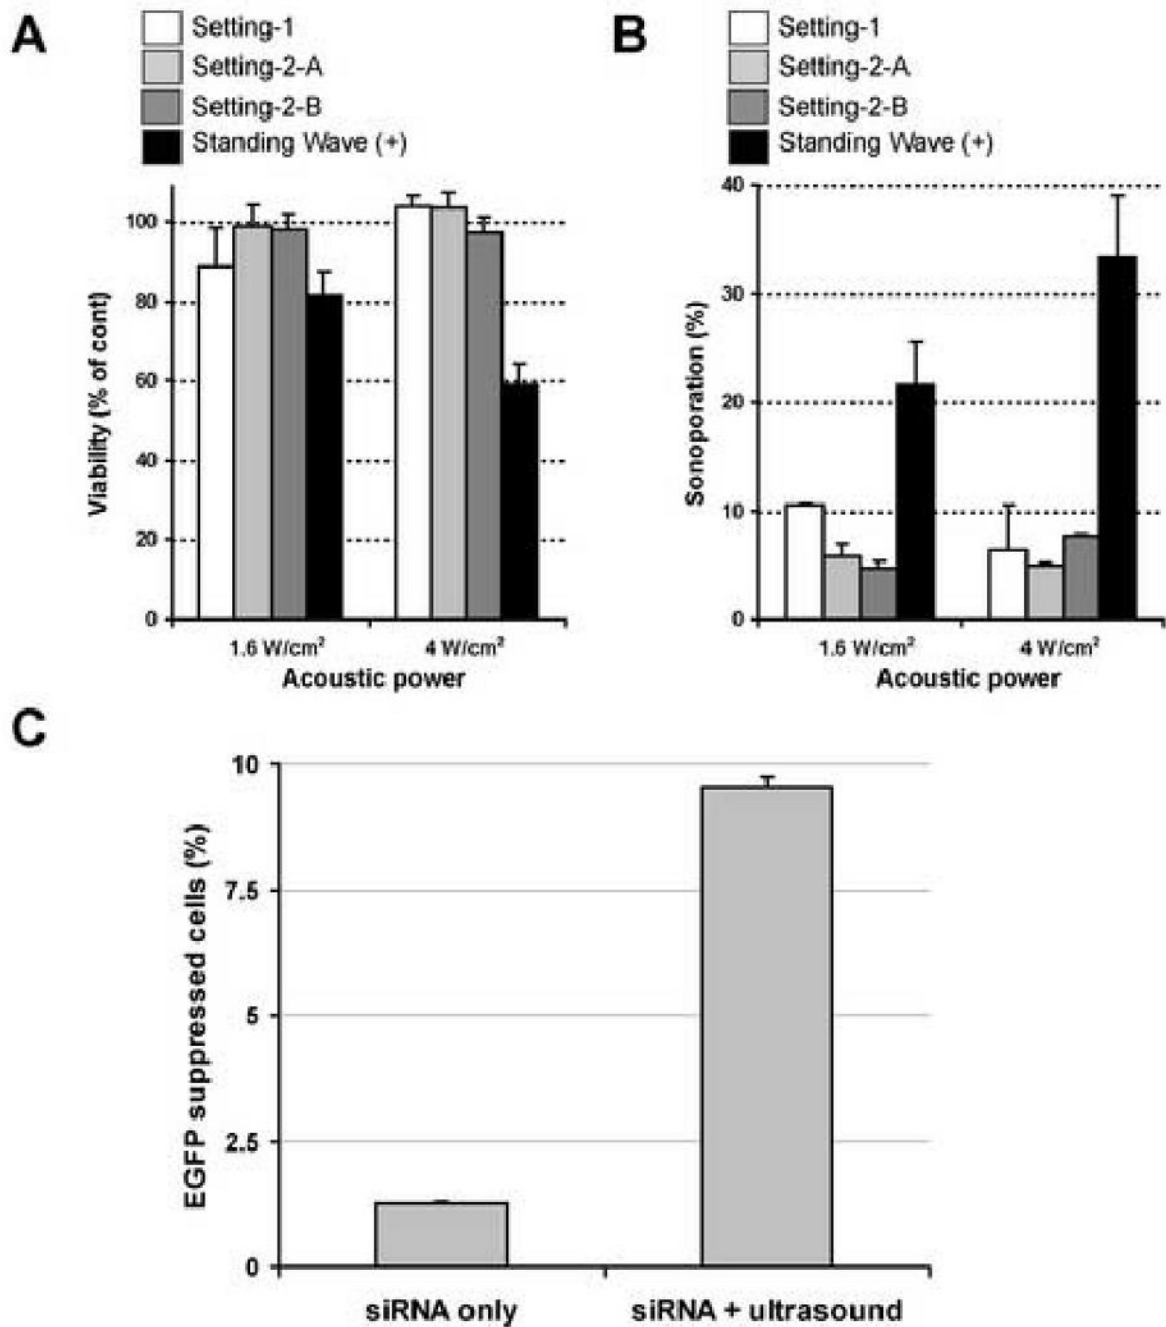 A
Setting-1
Setting-2-A
Setting-2-B
Standing Wave (+)
Viability (% of cont)
100
80
60
40
20
0
1.6 W/cm²
4 W/cm²
Acoustic power
B
Setting-1
Setting-2-A
Setting-2-B
Standing Wave (+)
Sonoporation (%)
40
30
20
10
0
1.6 W/cm²
4 W/cm²
Acoustic power
C
EGFP suppressed cells (%)
10
7.5
5
2.5
0
siRNA only
siRNA + ultrasound